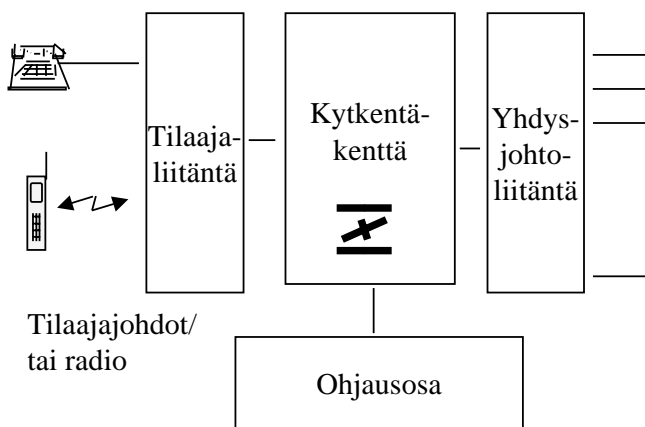 Tilaaja-
liitäntä
Kytkentä-
kenttä
Yhdys-
johto-
liitäntä
Tilaajajohdot/
tai radio
Ohjausosa